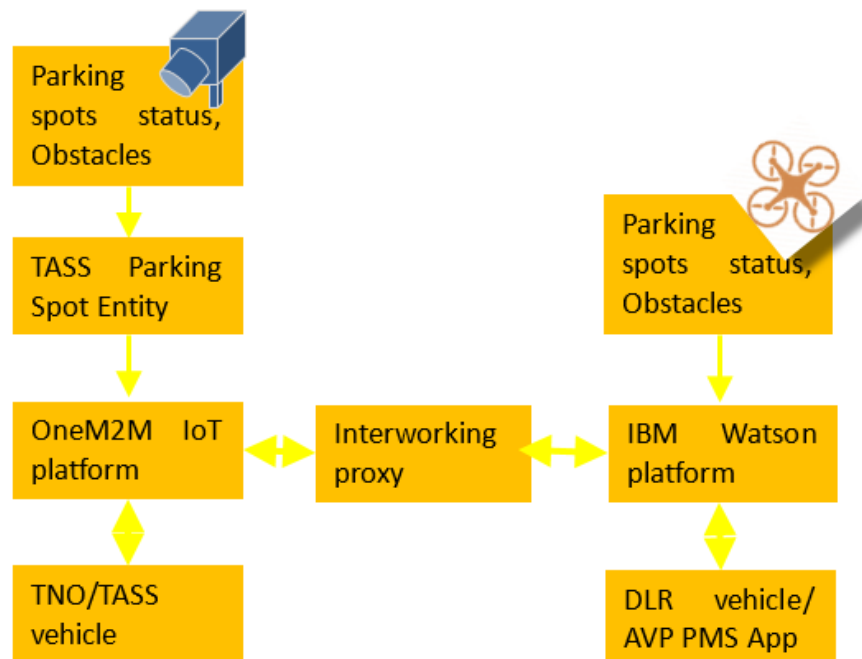 Parking
spots status,
Obstacles
TASS Parking
Spot Entity
OneM2M IoT
platform
TNO/TASS
vehicle
Interworking
proxy
Parking
spots status,
Obstacles
IBM Watson
platform
DLR vehicle/
AVP PMS App